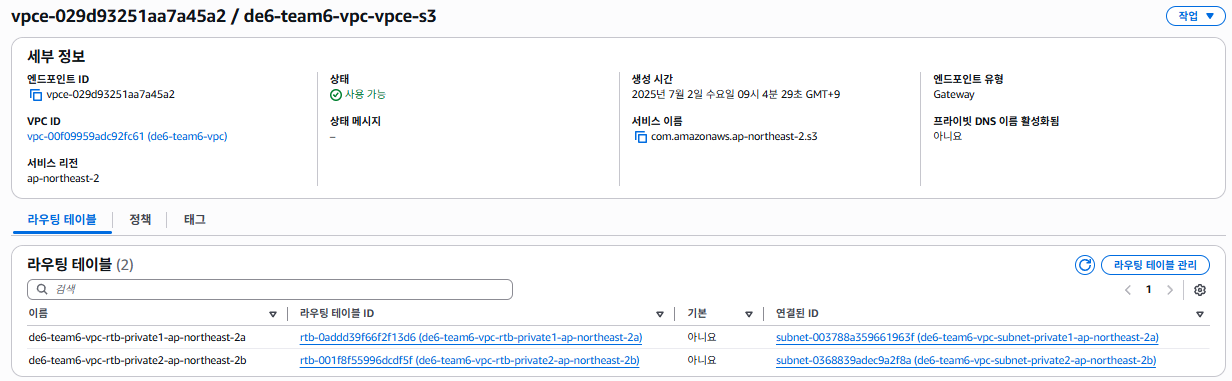 vpce-029d93251aa7a45a2 / de6-team6-vpc-vpce-s3
작업
세부 정보
엔드포인트 ID
vpce-029d93251aa7a45a2
상태
사용 가능
생성 시간
2025년 7월 2일 수요일 09시 4분 29초 GMT+9
엔드포인트 유형
Gateway
VPC ID
vpc-00f09959adc92fc61 (de6-team6-vpc)
상태 메시지
–
서비스 이름
com.amazonaws.ap-northeast-2.s3
프라이빗 DNS 이름 활성화됨
아니요
서비스 리전
ap-northeast-2
라우팅 테이블
정책
태그
라우팅 테이블 (2)
라우팅 테이블 관리
검색
1
이름 라우팅 테이블 ID 기본 연결된 ID
de6-team6-vpc-rtb-private1-ap-northeast-2a rtb-0addd39f66f2f13d6 (de6-team6-vpc-rtb-private1-ap-northeast-2a) 아니요 subnet-003788a359661963f (de6-team6-vpc-subnet-private1-ap-northeast-2a)
de6-team6-vpc-rtb-private2-ap-northeast-2b rtb-001f8f55996dcdf5f (de6-team6-vpc-rtb-private2-ap-northeast-2b) 아니요 subnet-0368839adec9a2f8a (de6-team6-vpc-subnet-private2-ap-northeast-2b)